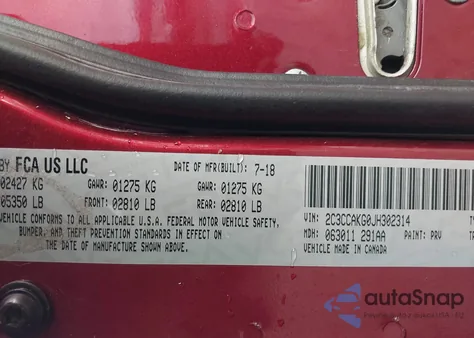 BY FCA US LLC DATE OF MFR(BUILT): 7-18
02427 KG GAWR: 01275 KG GAWR: 01275 KG
05350 LB FRONT: 02810 LB REAR: 02810 LB
VEHICLE CONFORMS TO ALL APPLICABLE U.S.A. FEDERAL MOTOR VEHICLE SAFETY,
BUMPER, AND THEFT PREVENTION STANDARDS IN EFFECT ON
THE DATE OF MANUFACTURE SHOWN ABOVE.
VIN: 2C3CCAKG0JH302314
MDH: 063011 291AA PAINT: PRV
VEHICLE MADE IN CANADA
autoSnap